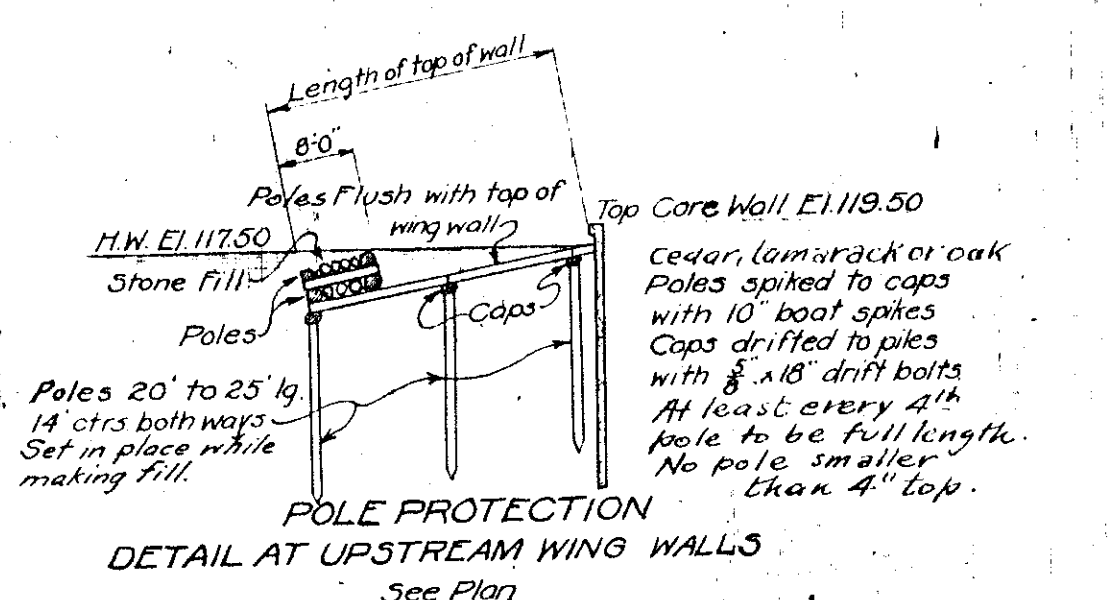 Length of top of wall
8'-0"
Poles Flush with top of
wing wall
Top Core Wall El.119.50
H.W. El. 117.50
Stone Fill
Poles
Caps
Cedar, tamarack or oak
Poles spiked to caps
with 10" boat spikes
Caps drifted to piles
with 5/8" x 18" drift bolts.
At least every 4th
pole to be full length.
No pole smaller
than 4" top.
Poles 20' to 25' lg.
14' ctrs. both ways
Set in place while
making fill.
POLE PROTECTION
DETAIL AT UPSTREAM WING WALLS
See Plan